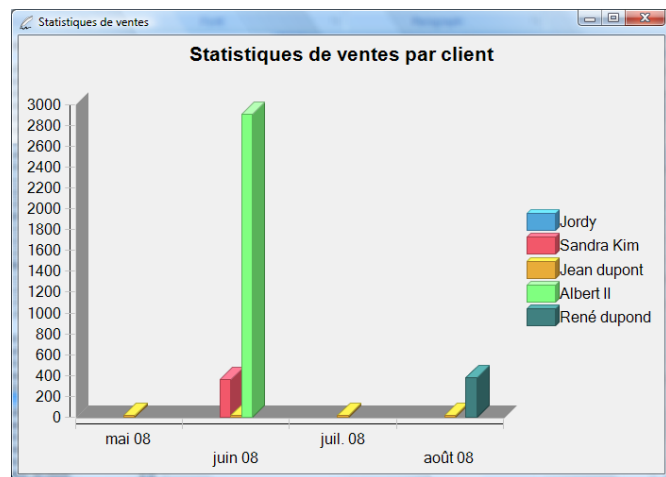 Statistiques de ventes
Statistiques de ventes par client
3000
2800
2600
2400
2200
2000
1800
1600
1400
1200
1000
800
600
400
200
0
mai 08
juin 08
juil. 08
août 08
Jordy
Sandra Kim
Jean dupont
Albert II
René dupond